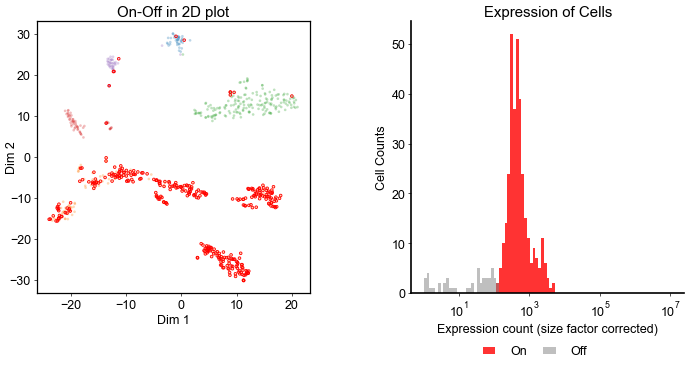 On-Off in 2D plot
Dim 2
30
20
10
0
−10
−20
−30
−20 −10 0 10 20
Dim 1
Expression of Cells
Cell Counts
50
40
30
20
10
0
10^1 10^3 10^5 10^7
Expression count (size factor corrected)
On Off